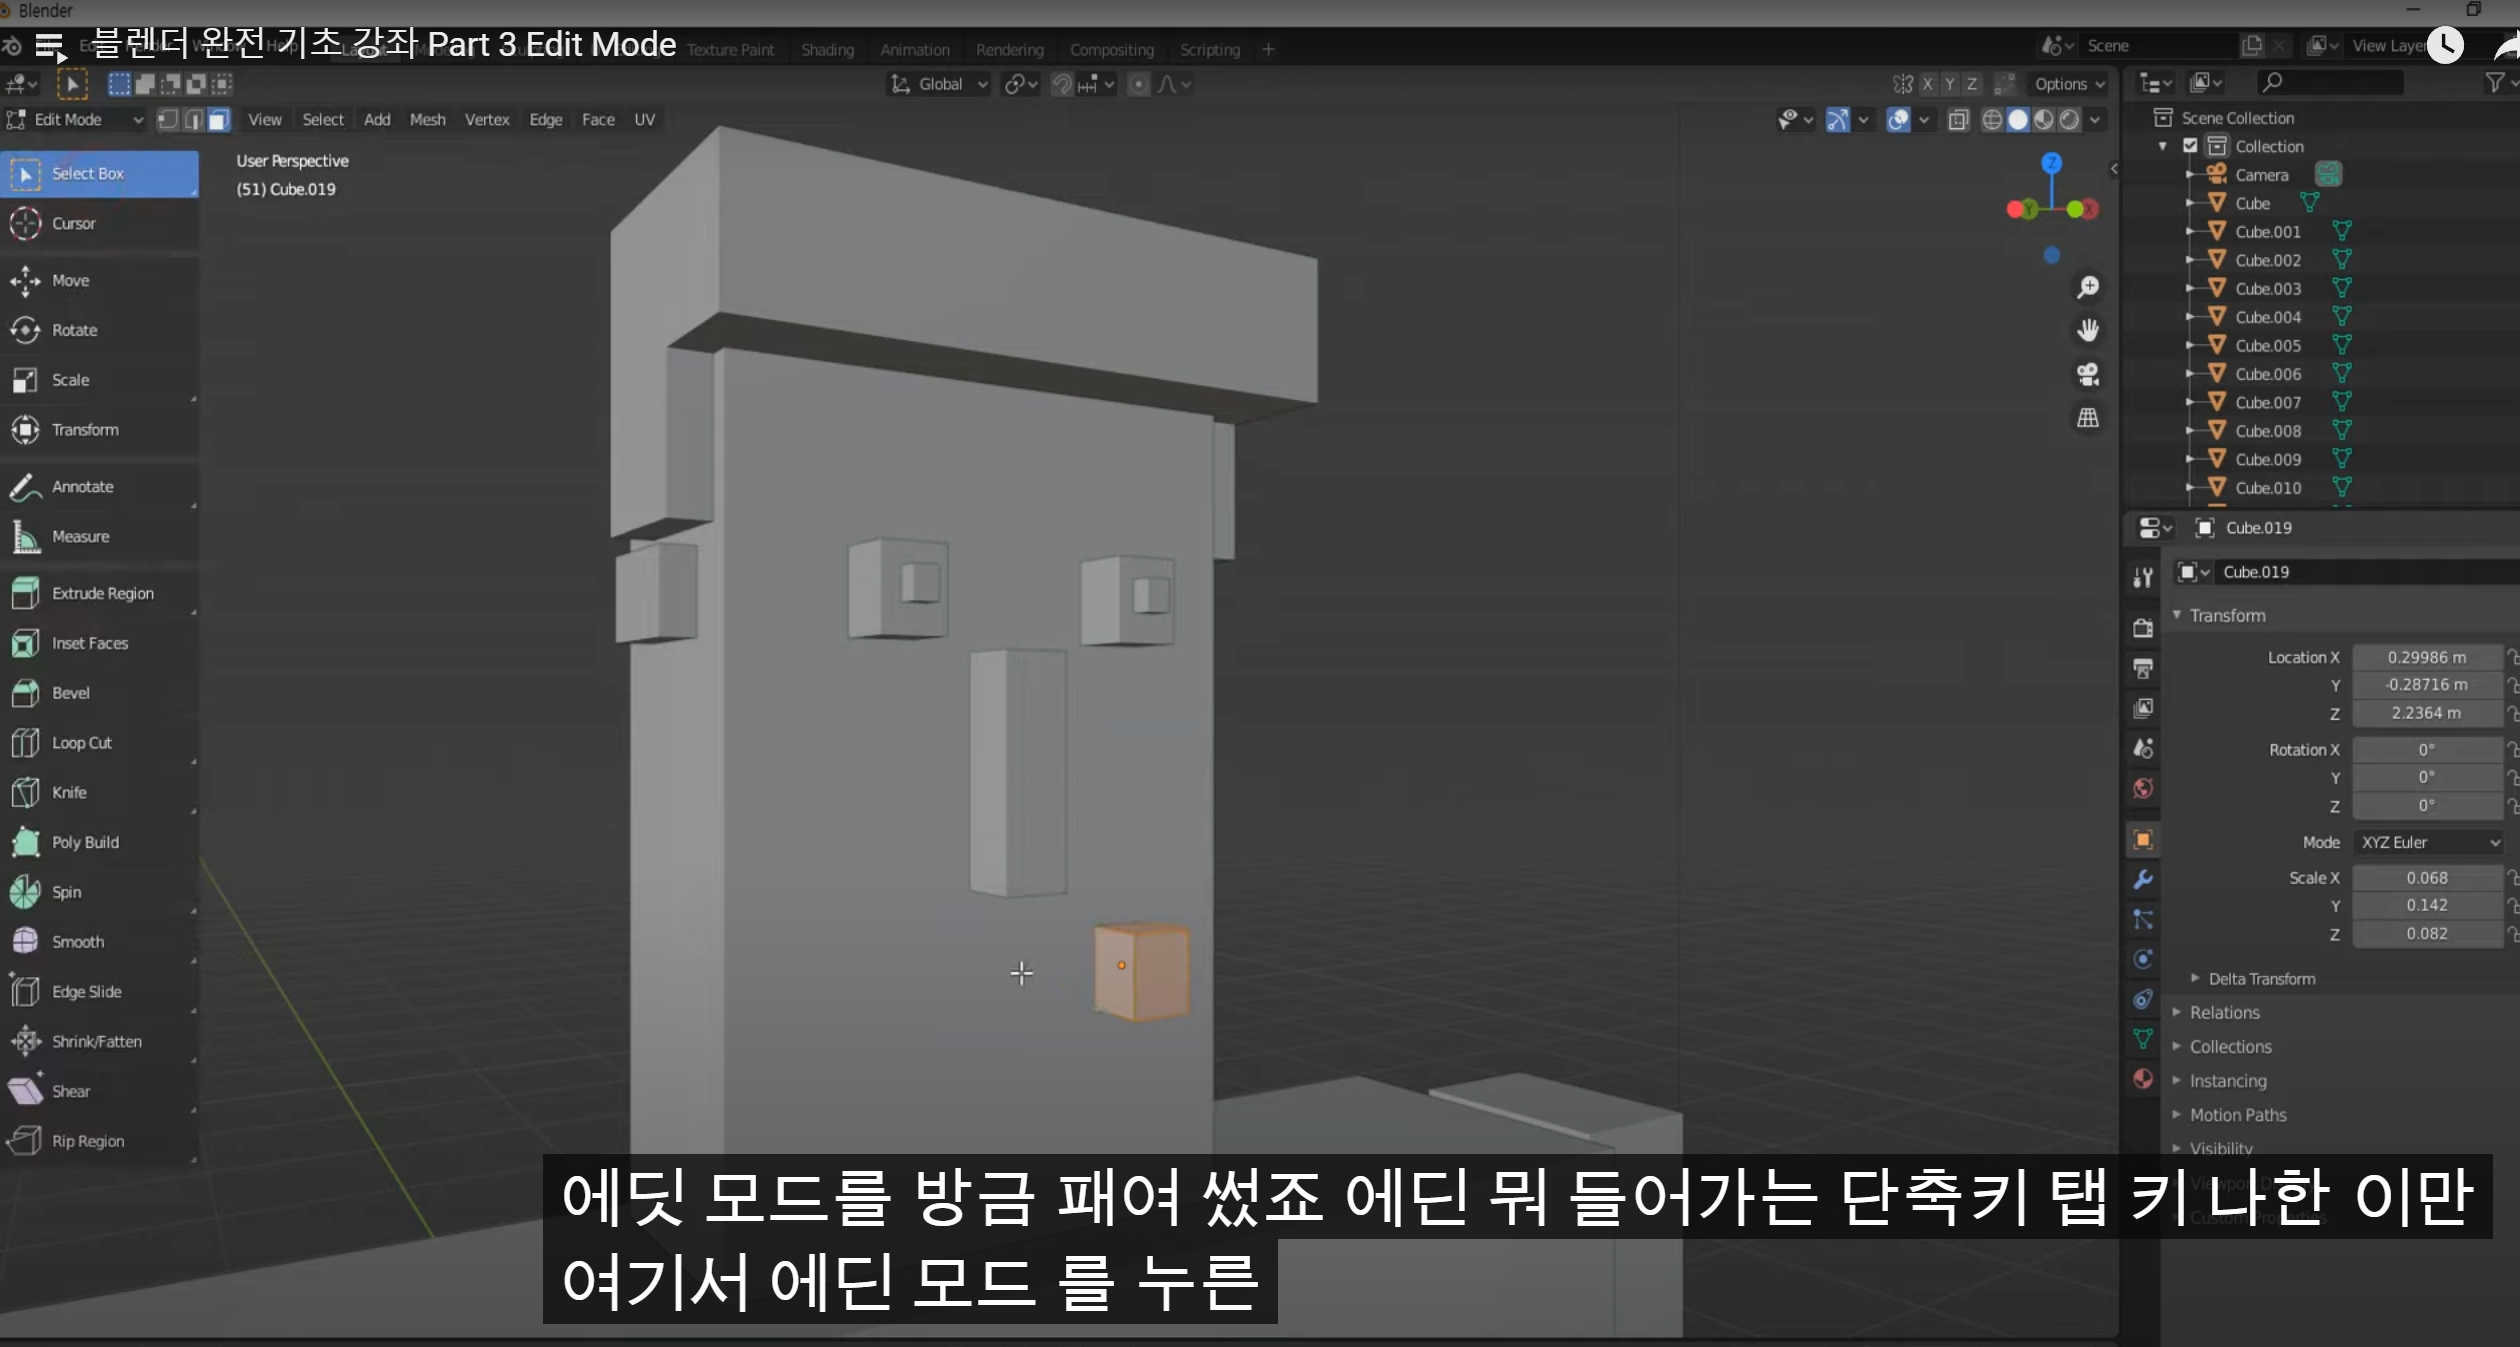 Blender
블렌더 완전 기초 강좌 Part 3 Edit Mode
Texture Paint Shading Animation Rendering Compositing Scripting +
Scene
View Layer
Global
X Y Z
Options
Edit Mode View Select Add Mesh Vertex Edge Face UV
User Perspective
(51) Cube.019
Select Box
Cursor
Move
Rotate
Scale
Transform
Annotate
Measure
Extrude Region
Inset Faces
Bevel
Loop Cut
Knife
Poly Build
Spin
Smooth
Edge Slide
Shrink/Fatten
Shear
Rip Region
Z
Y X
Scene Collection
Collection
Camera
Cube
Cube.001
Cube.002
Cube.003
Cube.004
Cube.005
Cube.006
Cube.007
Cube.008
Cube.009
Cube.010
Cube.019
Cube.019
Transform
Location X 0.29986 m
Y -0.28716 m
Z 2.2364 m
Rotation X 0°
Y 0°
Z 0°
Mode XYZ Euler
Scale X 0.068
Y 0.142
Z 0.082
Delta Transform
Relations
Collections
Instancing
Motion Paths
Visibility
에딧 모드를 방금 패여 썼죠 에딘 뭐 들어가는 단축키 탭 키 나한 이만
여기서 에딘 모드 를 누른